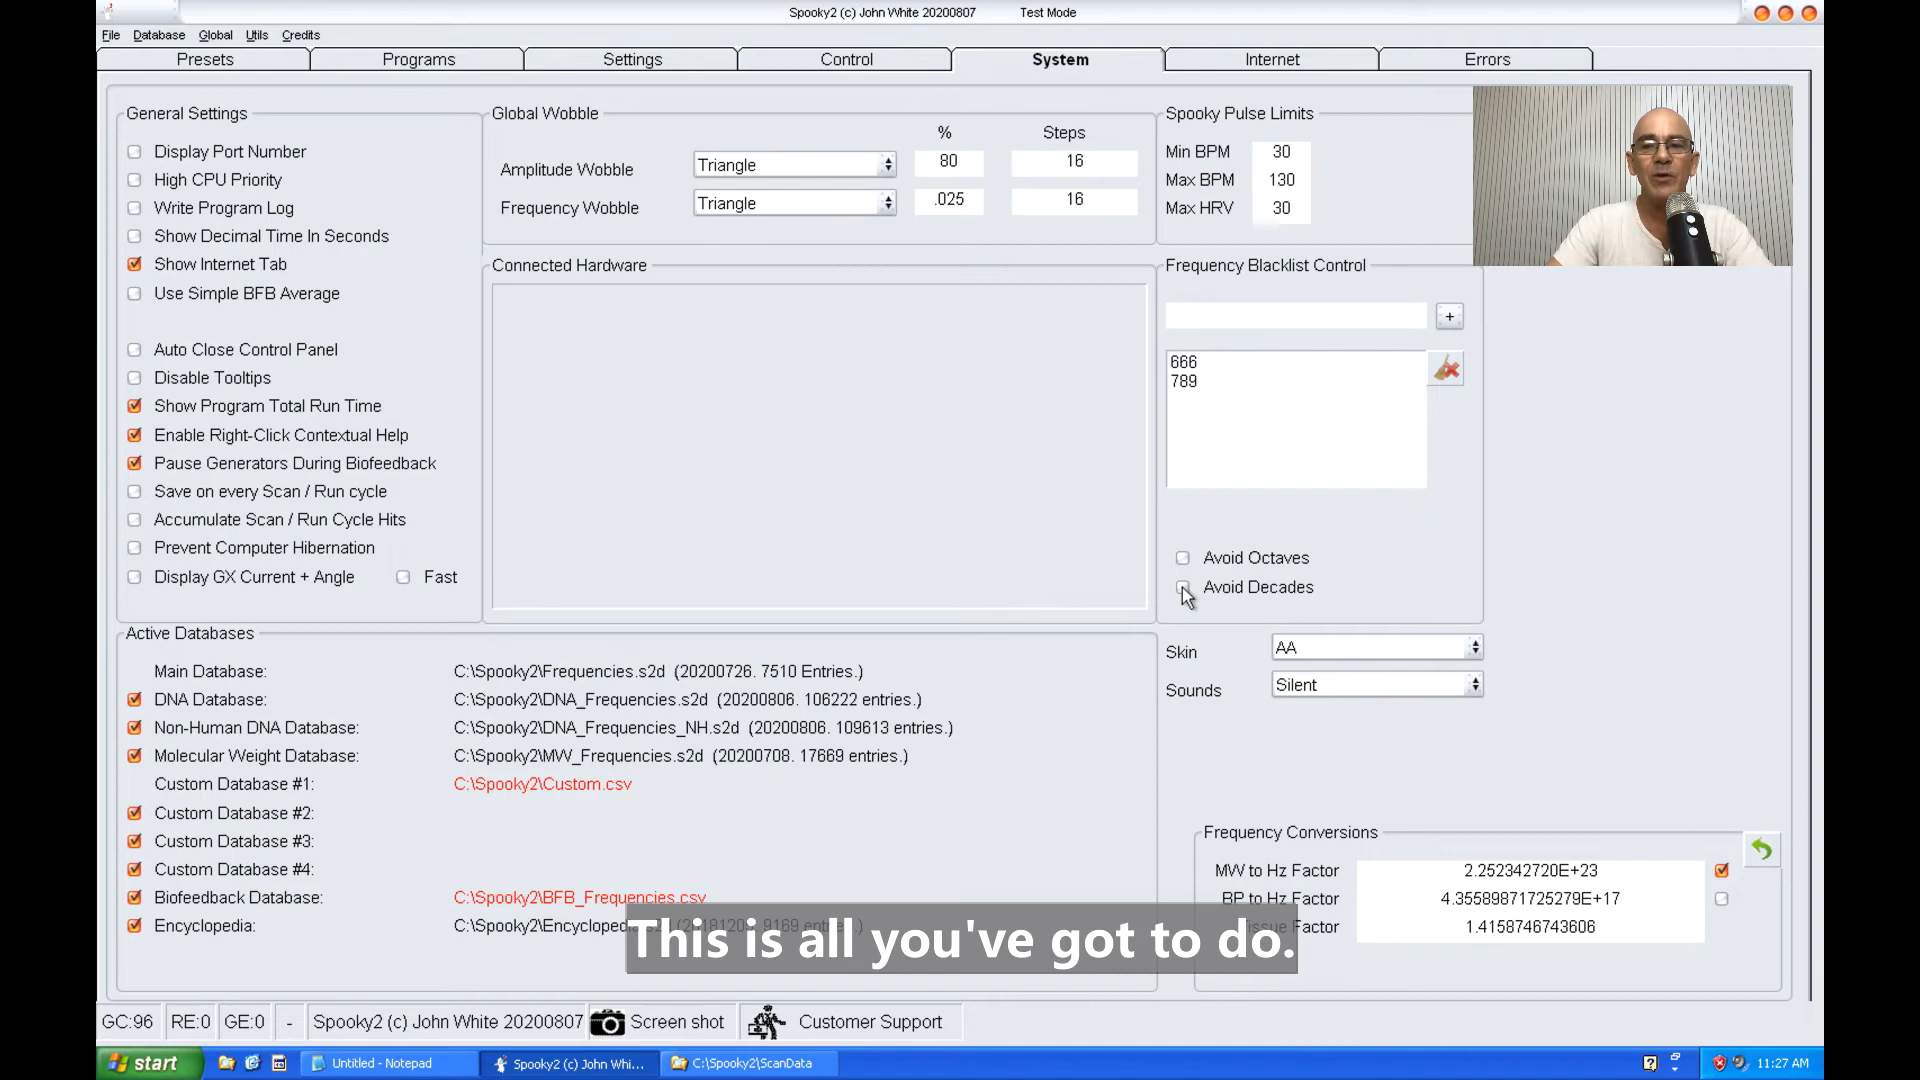 Spooky2 (c) John White 20200807 Test Mode
File Database Global Utils Credits
Presets Programs Settings Control System Internet Errors
General Settings
Display Port Number
High CPU Priority
Write Program Log
Show Decimal Time In Seconds
Show Internet Tab
Use Simple BFB Average
Auto Close Control Panel
Disable Tooltips
Show Program Total Run Time
Enable Right-Click Contextual Help
Pause Generators During Biofeedback
Save on every Scan / Run cycle
Accumulate Scan / Run Cycle Hits
Prevent Computer Hibernation
Display GX Current + Angle Fast
Global Wobble
% Steps
Amplitude Wobble Triangle 80 16
Frequency Wobble Triangle .025 16
Connected Hardware
Spooky Pulse Limits
Min BPM 30
Max BPM 130
Max HRV 30
Frequency Blacklist Control
+
666
789
Avoid Octaves
Avoid Decades
Skin AA
Sounds Silent
Active Databases
Main Database: C:\Spooky2\Frequencies.s2d (20200726. 7510 Entries.)
DNA Database: C:\Spooky2\DNA_Frequencies.s2d (20200806. 106222 entries.)
Non-Human DNA Database: C:\Spooky2\DNA_Frequencies_NH.s2d (20200806. 109613 entries.)
Molecular Weight Database: C:\Spooky2\MW_Frequencies.s2d (20200708. 17669 entries.)
Custom Database #1: C:\Spooky2\Custom.csv
Custom Database #2:
Custom Database #3:
Custom Database #4:
Biofeedback Database: C:\Spooky2\BFB_Frequencies.csv
Encyclopedia:
Frequency Conversions
MW to Hz Factor 2.252342720E+23
BP to Hz Factor 4.35598871725279E+17
Factor 1.4158746743606
This is all you've got to do.
GC:96 RE:0 GE:0 - Spooky2 (c) John White 20200807 Screen shot Customer Support
start Untitled - Notepad Spooky2 (c) John Whi... C:\Spooky2\ScanData 11:27 AM